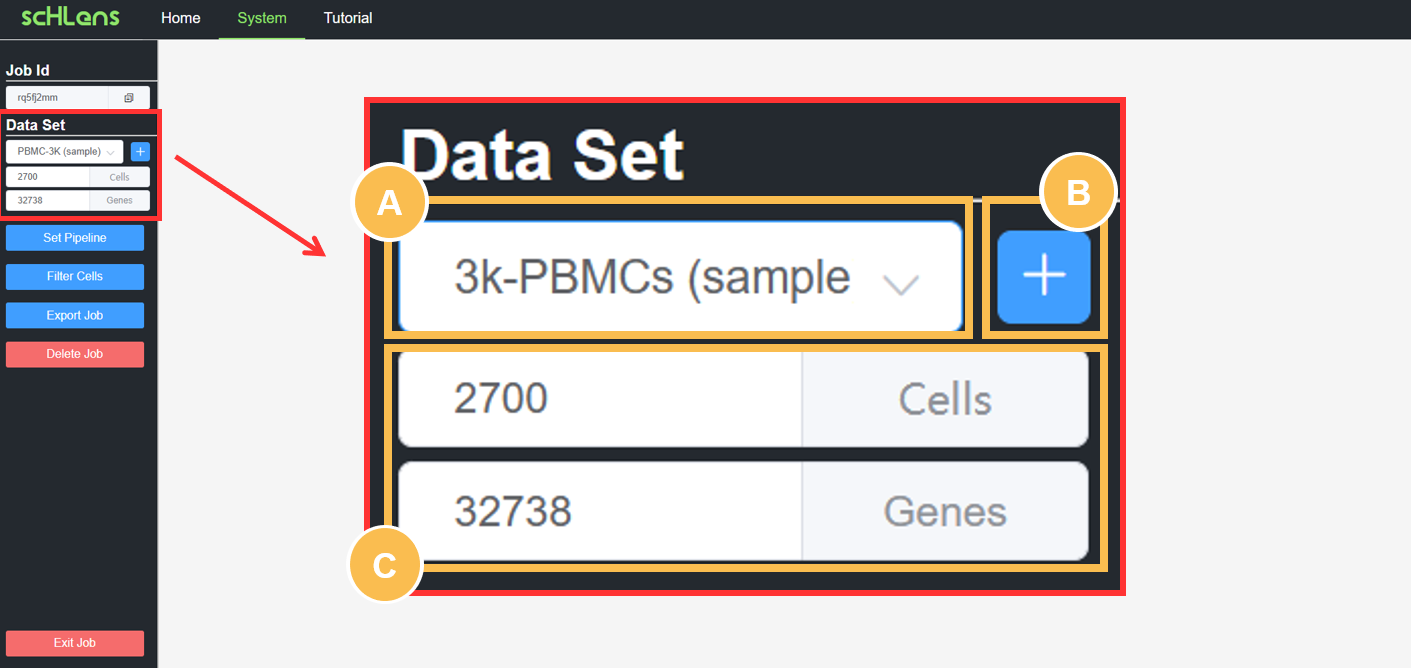 scHLens Home System Tutorial
Job Id
rq5fj2mm
Data Set
PBMC-3K (sample)
2700 Cells
32738 Genes
Set Pipeline
Filter Cells
Export Job
Delete Job
Exit Job
Data Set
A
B
3k-PBMCs (sample
2700 Cells
32738 Genes
C